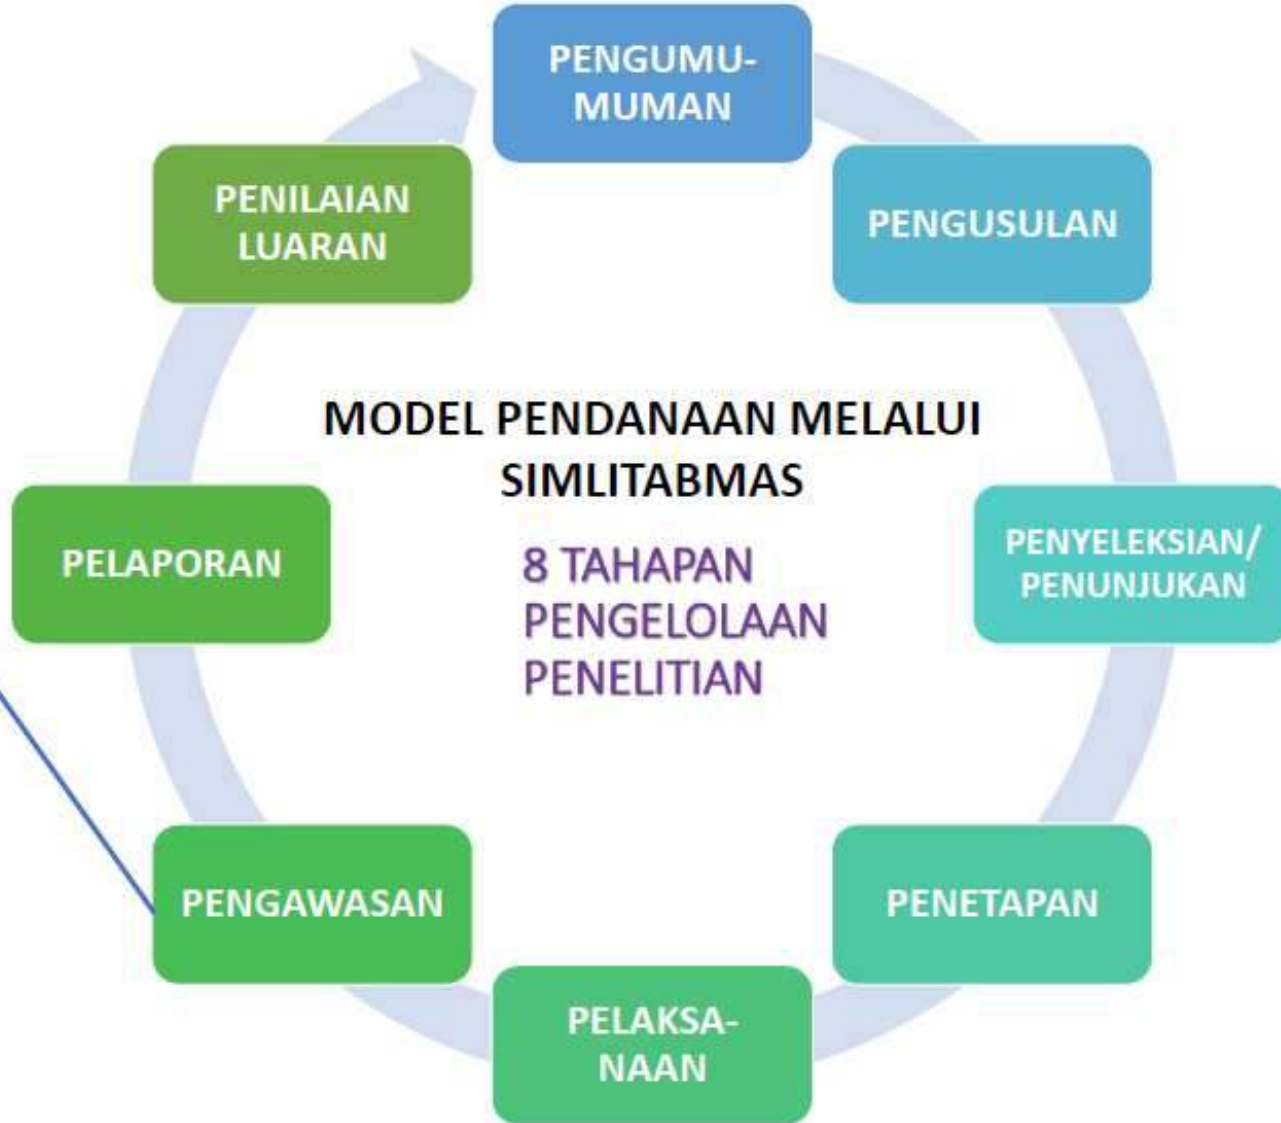 PENGUMU-
MUMAN
PENGUSULAN
PENYELEKSIAN/
PENUNJUKAN
PENETAPAN
PELAKSA-
NAAN
PENGAWASAN
PELAPORAN
PENILAIAN
LUARAN
MODEL PENDANAAN MELALUI
SIMLITABMAS
8 TAHAPAN
PENGELOLAAN
PENELITIAN